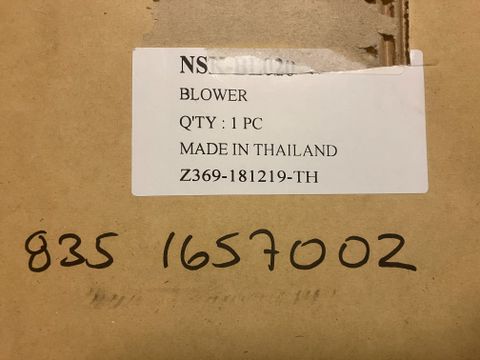 BLOWER
Q'TY : 1 PC
MADE IN THAILAND
Z369-181219-TH
835 1657002